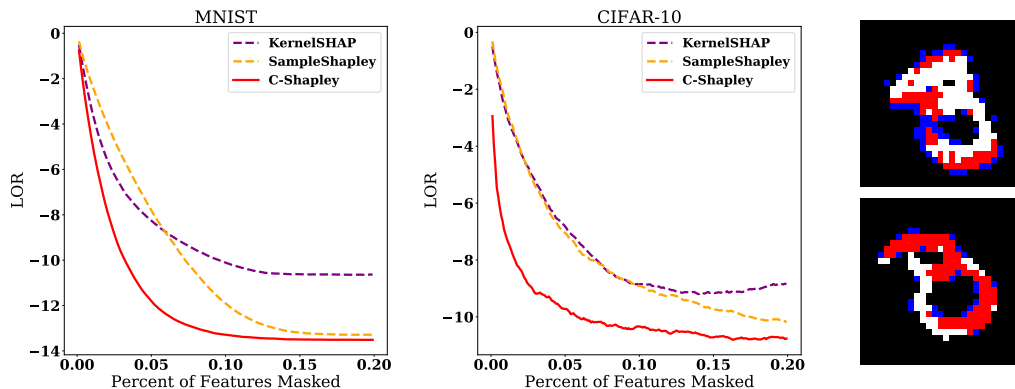 MNIST
KernelSHAP
SampleShapley
C-Shapley
0
−2
−4
−6
−8
−10
−12
−14
LOR
0.00 0.05 0.10 0.15 0.20
Percent of Features Masked
CIFAR-10
KernelSHAP
SampleShapley
C-Shapley
0
−2
−4
−6
−8
−10
LOR
0.00 0.05 0.10 0.15 0.20
Percent of Features Masked